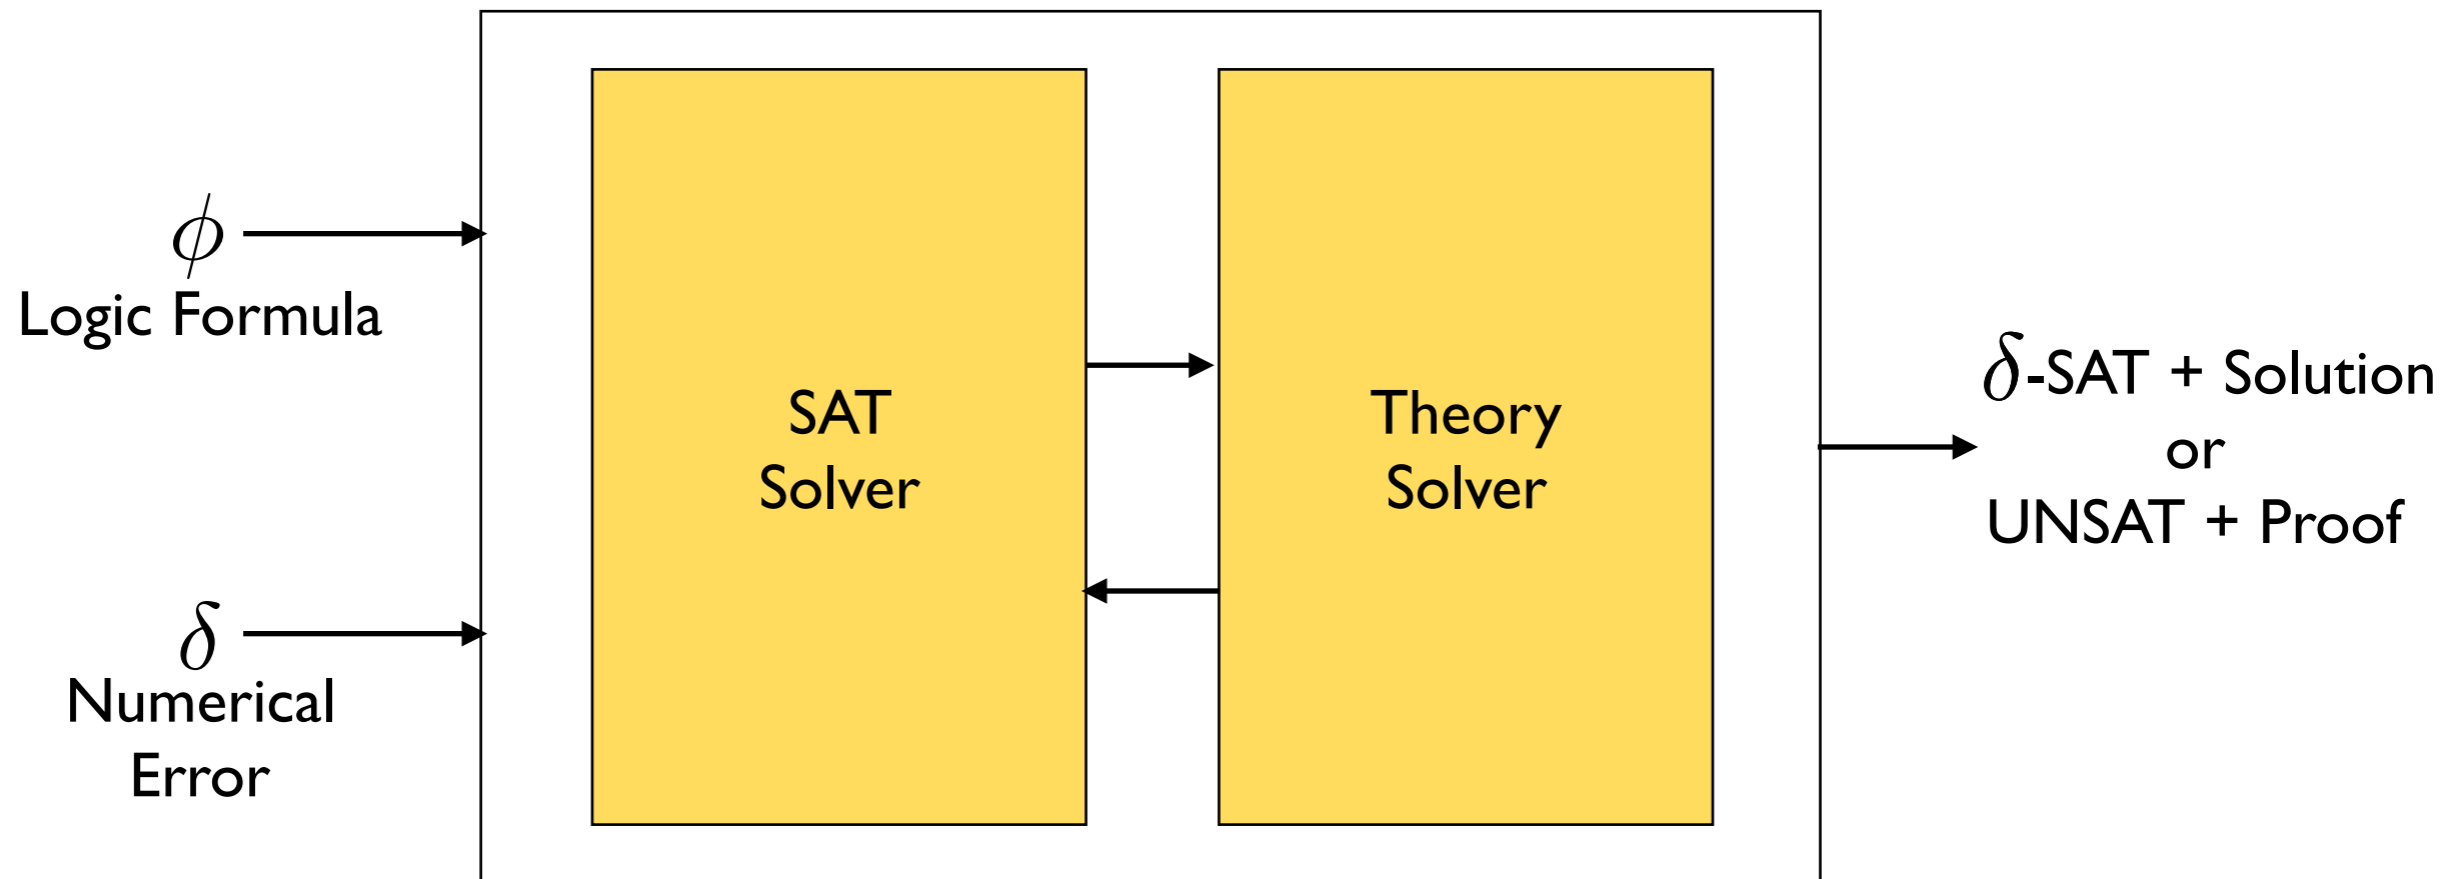 ϕ
Logic Formula
δ
Numerical
Error
SAT
Solver
Theory
Solver
δ-SAT + Solution
or
UNSAT + Proof